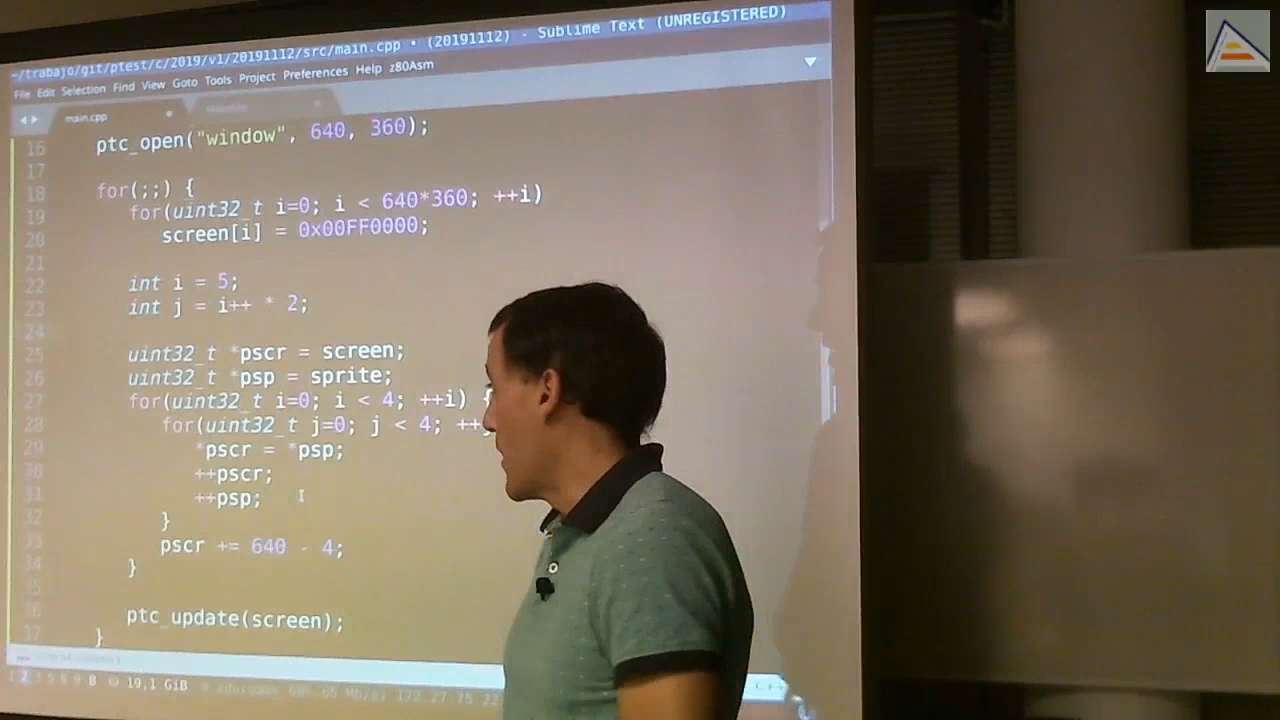 ~/trabajo/git/ptest/c/2019/v1/20191112/src/main.cpp • (20191112) - Sublime Text (UNREGISTERED)
File Edit Selection Find View Goto Tools Project Preferences Help z80Asm
main.cpp
16 ptc_open("window", 640, 360);
17
18 for(;;) {
19 for(uint32_t i=0; i < 640*360; ++i)
20 screen[i] = 0x00FF0000;
21
22 int i = 5;
23 int j = i++ * 2;
24
25 uint32_t *pscr = screen;
26 uint32_t *psp = sprite;
27 for(uint32_t i=0; i < 4; ++i) {
28 for(uint32_t j=0; j < 4; ++j
29 *pscr = *psp;
30 ++pscr;
31 ++psp;
32 }
33 pscr += 640 - 4;
34 }
35
36 ptc_update(screen);
37 }
19,1 GiB